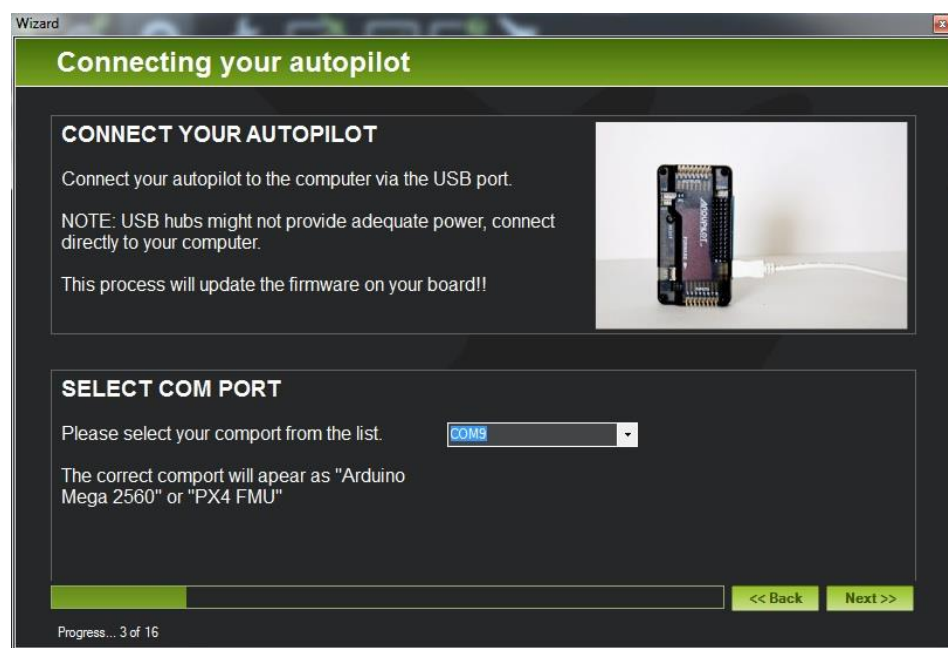 Wizard
Connecting your autopilot
CONNECT YOUR AUTOPILOT
Connect your autopilot to the computer via the USB port.
NOTE: USB hubs might not provide adequate power, connect
directly to your computer.
This process will update the firmware on your board!!
ARDUPILOT
SELECT COM PORT
Please select your comport from the list.
COM9
The correct comport will apear as "Arduino
Mega 2560" or "PX4 FMU"
<< Back
Next >>
Progress... 3 of 16